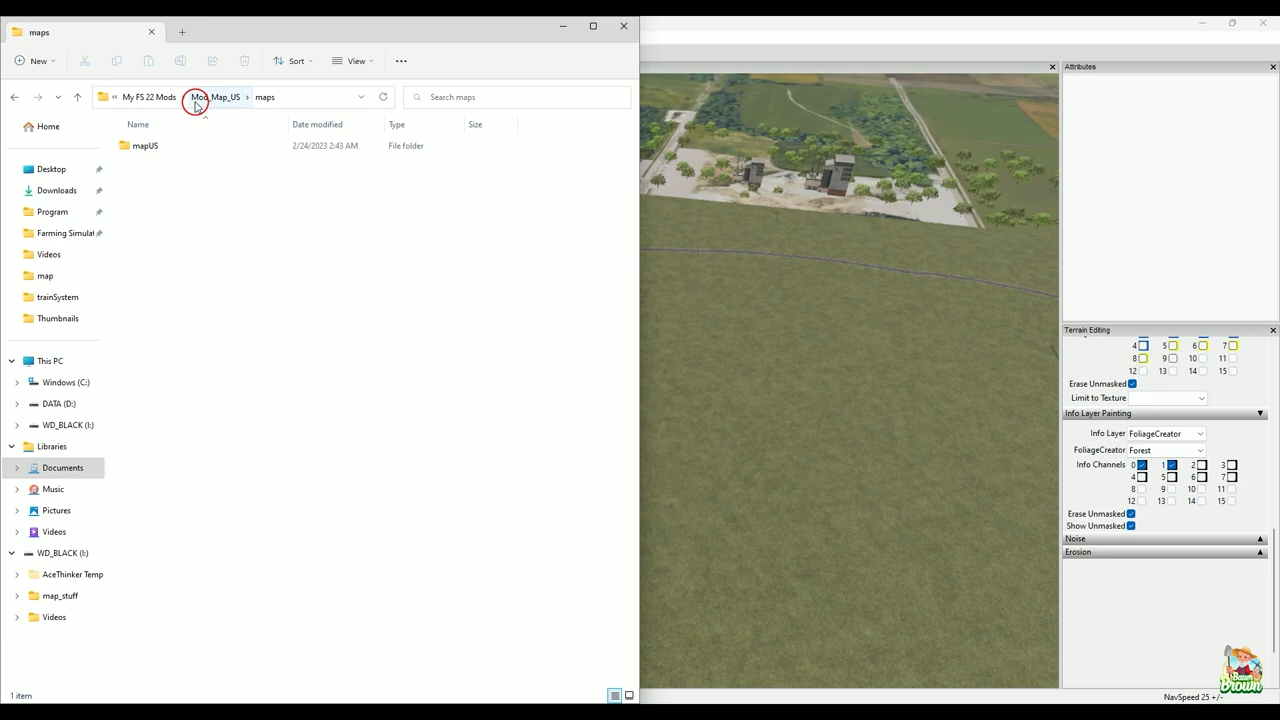 maps
New
Sort
View
My FS 22 Mods
Mod_Map_US
maps
Search maps
Name
Date modified
Type
Size
mapUS
2/24/2023 2:43 AM
File folder
Home
Desktop
Downloads
Program
Farming Simulat
Videos
map
trainSystem
Thumbnails
This PC
Windows (C:)
DATA (D:)
WD_BLACK (I:)
Libraries
Documents
Music
Pictures
Videos
WD_BLACK (I:)
AceThinker Temp
map_stuff
Videos
1 item
Attributes
Terrain Editing
4 5 6 7
8 9 10 11
12 13 14 15
Erase Unmasked
Limit to Texture
Info Layer Painting
Info Layer FoliageCreator
FoliageCreator Forest
Info Channels 0 1 2 3
4 5 6 7
8 9 10 11
12 13 14 15
Erase Unmasked
Show Unmasked
Noise
Erosion
Brown
NavSpeed 25 +/-